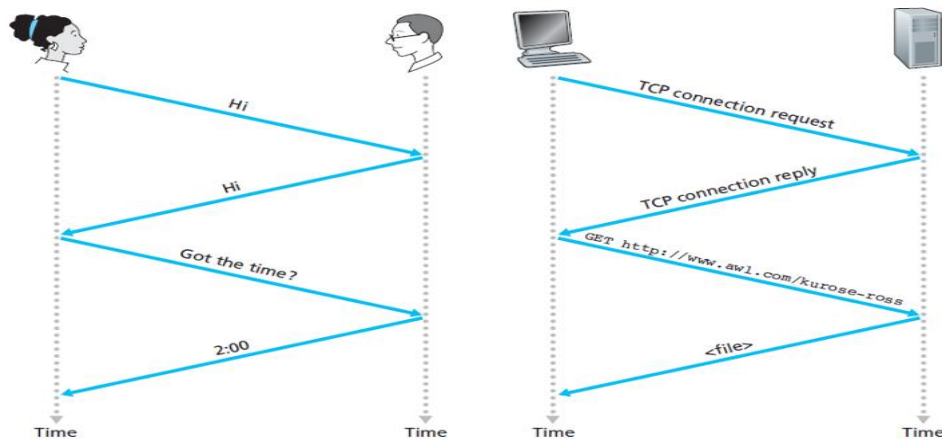 Hi
Hi
Got the time?
2:00
Time
Time
TCP connection request
TCP connection reply
GET http://www.awl.com/kurose-ross
<file>
Time
Time